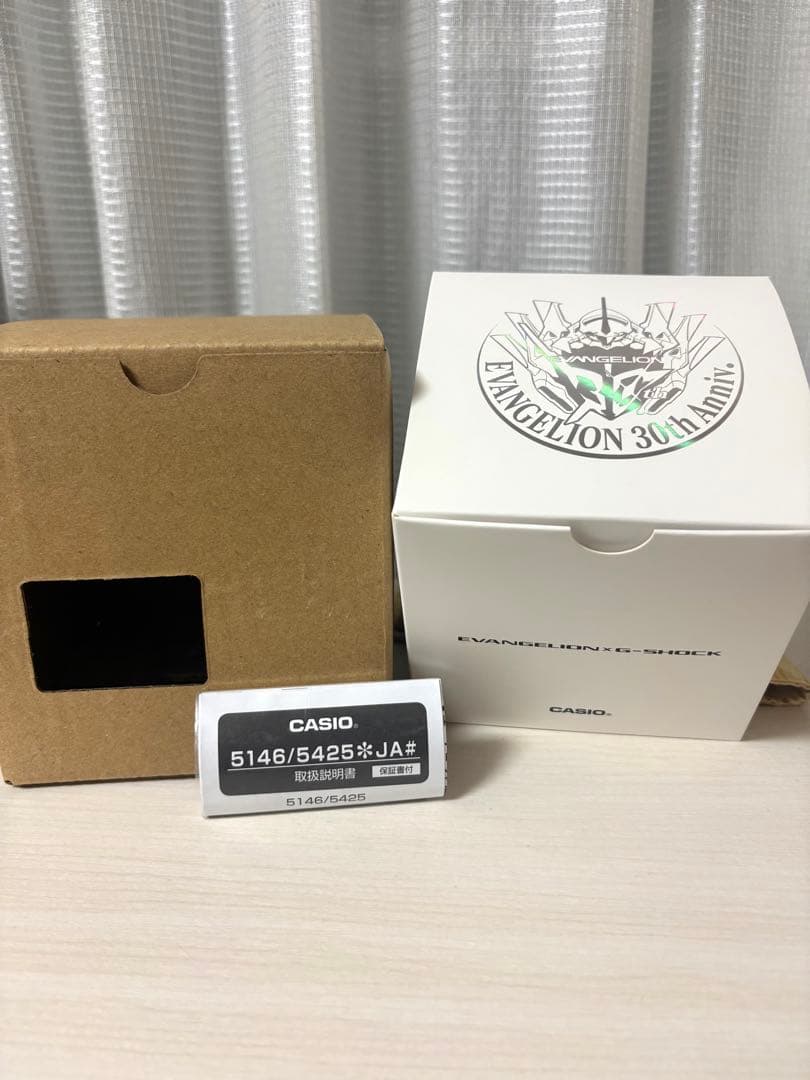 EVANGELION
EVANGELION 30th Anniv.
EVANGELION×G-SHOCK
CASIO®
CASIO®
5146/5425✽JA#
取扱説明書 保証書付
5146/5425